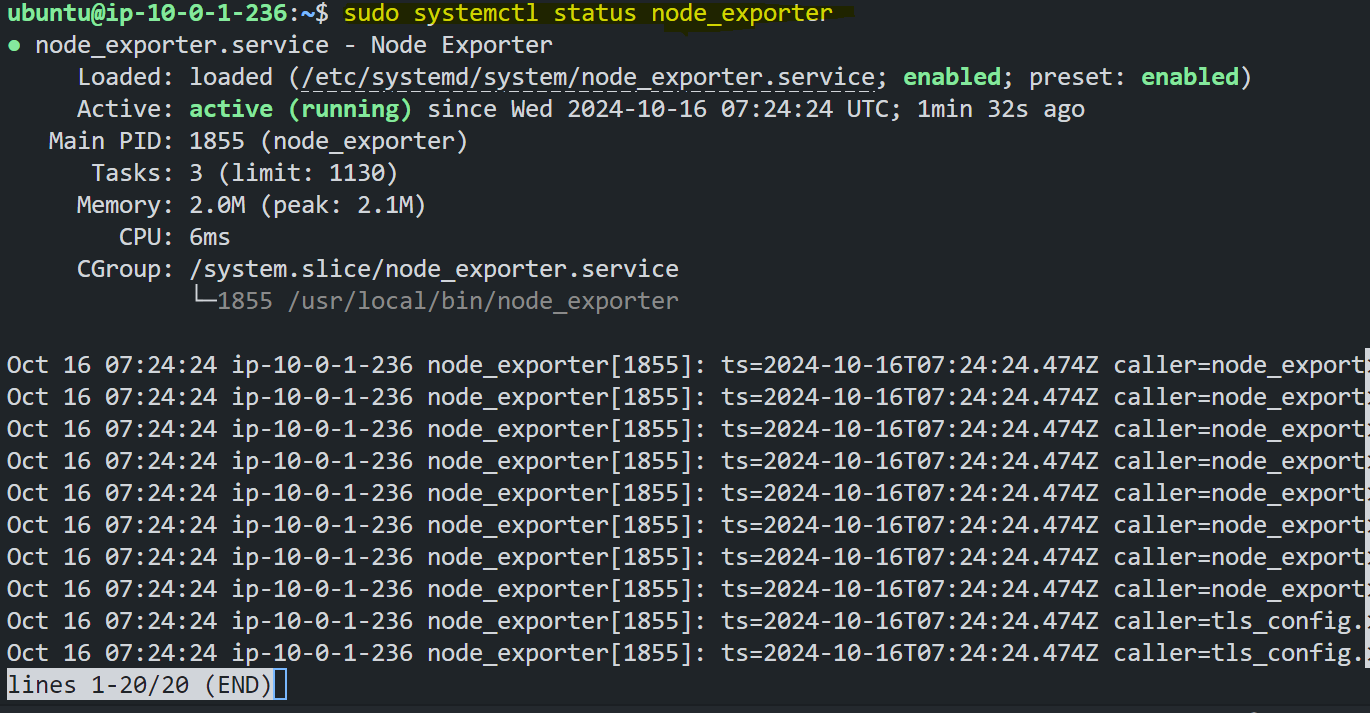 ubuntu@ip-10-0-1-236:~$ sudo systemctl status node_exporter
● node_exporter.service - Node Exporter
Loaded: loaded (/etc/systemd/system/node_exporter.service; enabled; preset: enabled)
Active: active (running) since Wed 2024-10-16 07:24:24 UTC; 1min 32s ago
Main PID: 1855 (node_exporter)
Tasks: 3 (limit: 1130)
Memory: 2.0M (peak: 2.1M)
CPU: 6ms
CGroup: /system.slice/node_exporter.service
└─1855 /usr/local/bin/node_exporter
Oct 16 07:24:24 ip-10-0-1-236 node_exporter[1855]: ts=2024-10-16T07:24:24.474Z caller=node_export
Oct 16 07:24:24 ip-10-0-1-236 node_exporter[1855]: ts=2024-10-16T07:24:24.474Z caller=node_export
Oct 16 07:24:24 ip-10-0-1-236 node_exporter[1855]: ts=2024-10-16T07:24:24.474Z caller=node_export
Oct 16 07:24:24 ip-10-0-1-236 node_exporter[1855]: ts=2024-10-16T07:24:24.474Z caller=node_export
Oct 16 07:24:24 ip-10-0-1-236 node_exporter[1855]: ts=2024-10-16T07:24:24.474Z caller=node_export
Oct 16 07:24:24 ip-10-0-1-236 node_exporter[1855]: ts=2024-10-16T07:24:24.474Z caller=node_export
Oct 16 07:24:24 ip-10-0-1-236 node_exporter[1855]: ts=2024-10-16T07:24:24.474Z caller=node_export
Oct 16 07:24:24 ip-10-0-1-236 node_exporter[1855]: ts=2024-10-16T07:24:24.474Z caller=node_export
Oct 16 07:24:24 ip-10-0-1-236 node_exporter[1855]: ts=2024-10-16T07:24:24.474Z caller=tls_config.
Oct 16 07:24:24 ip-10-0-1-236 node_exporter[1855]: ts=2024-10-16T07:24:24.474Z caller=tls_config.
lines 1-20/20 (END)